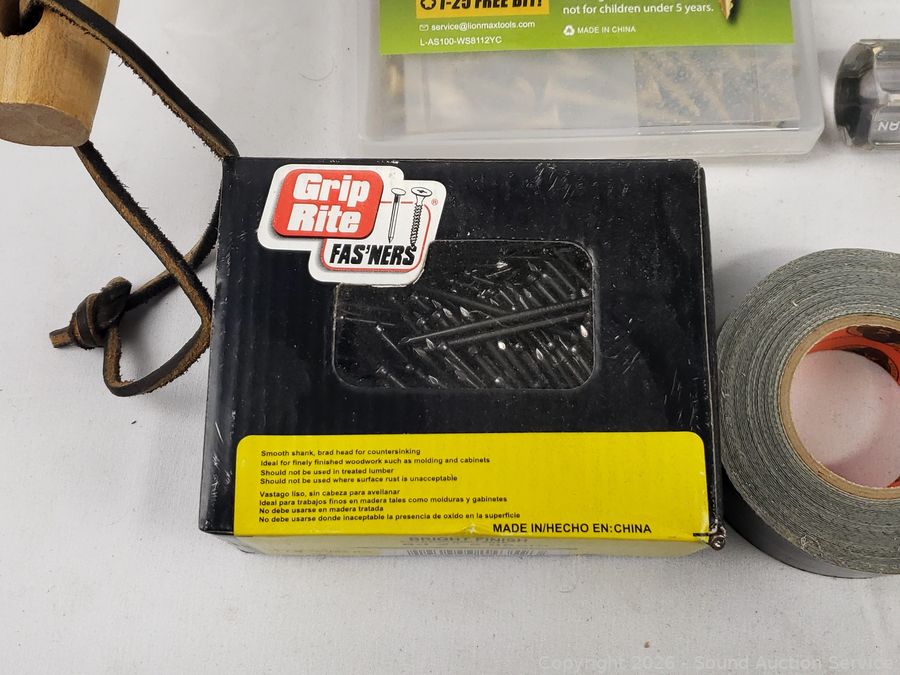 T-25 FREE BIT!
not for children under 5 years.
service@lionmaxtools.com
MADE IN CHINA
L-AS100-WS8112YC
Grip
Rite
®
FAS'NERS
Smooth shank, brad head for countersinking
Ideal for finely finished woodwork such as molding and cabinets
Should not be used in treated lumber
Should not be used where surface rust is unacceptable
Vastago liso, sin cabeza para avellanar
Ideal para trabajos finos en madera tales como molduras y gabinetes
No debe usarse en madera tratada
No debe usarse donde inaceptable la presencia de oxido en la superficie
MADE IN/HECHO EN: CHINA
BRIGHT FINISH
Copyright 2026 - Sound Auction Service